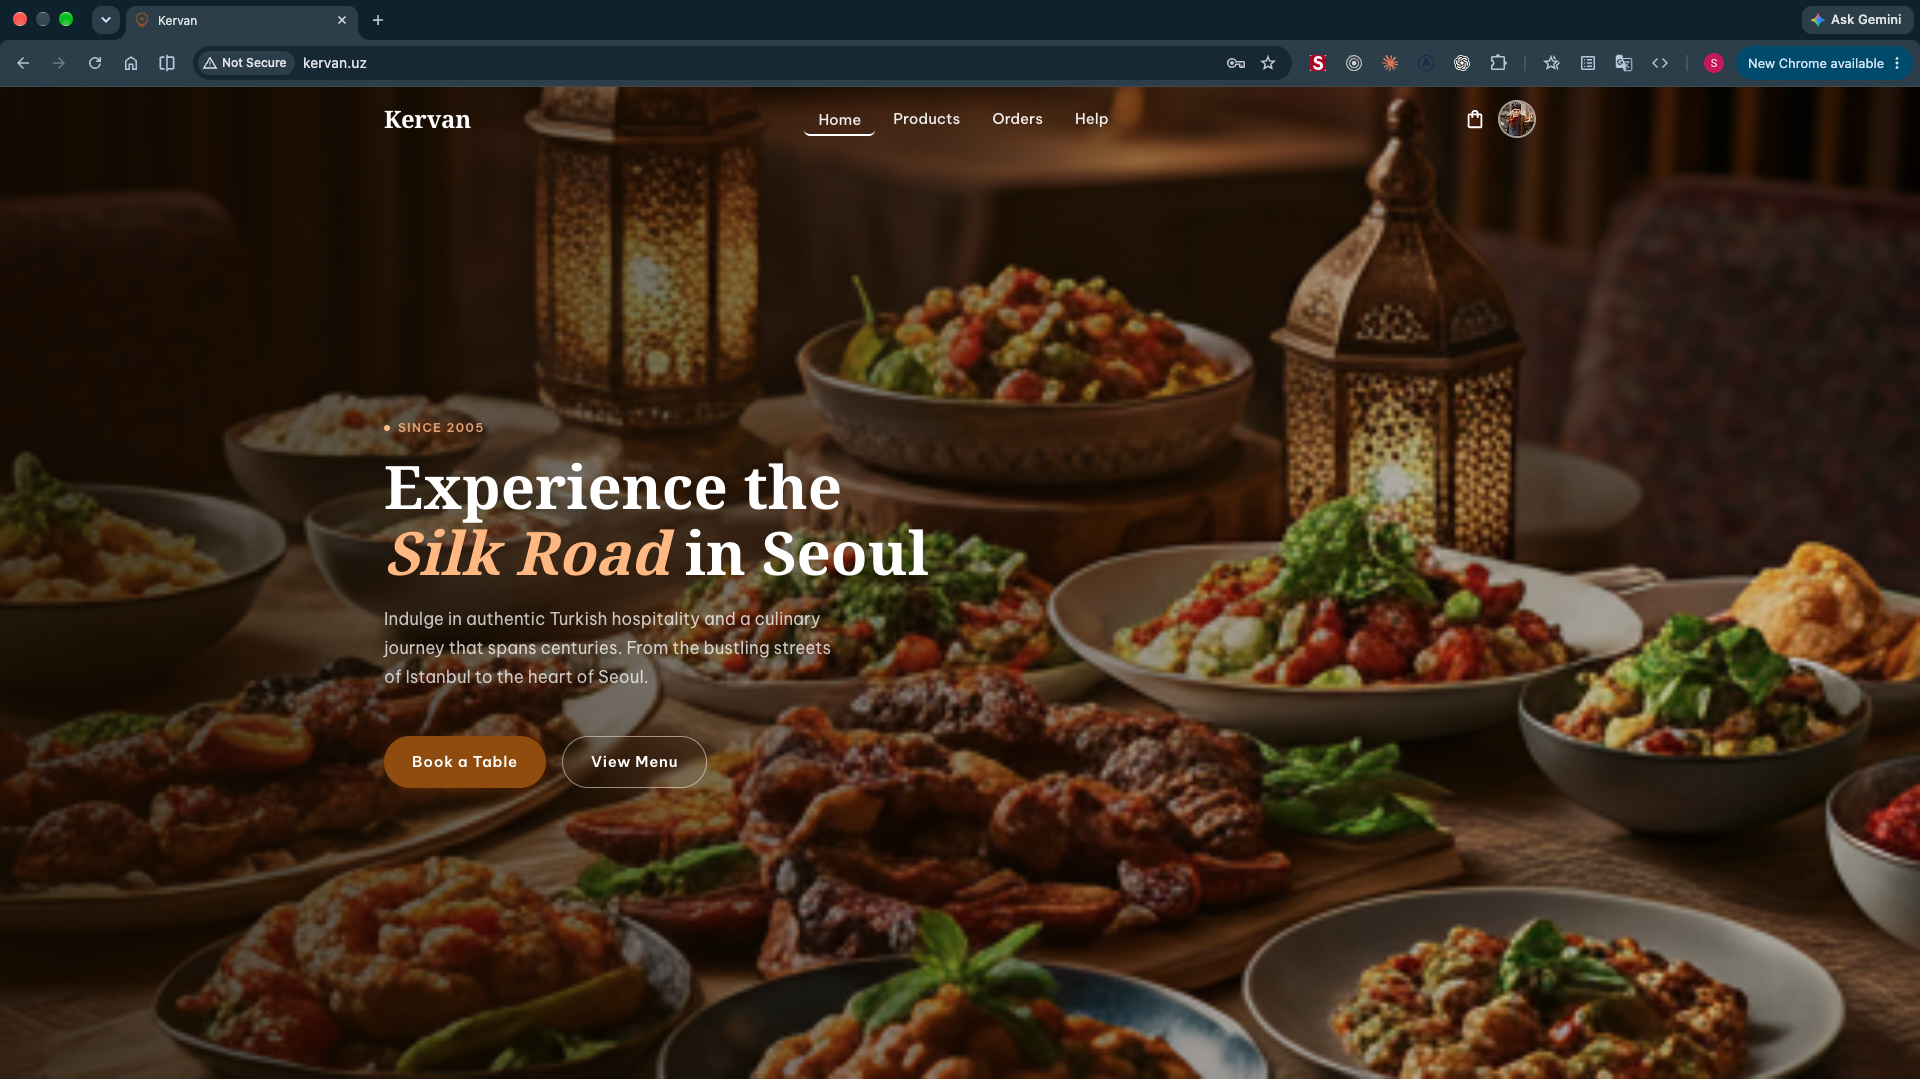 Kervan
Ask Gemini
Not Secure
kervan.uz
S
S
New Chrome available
Kervan
Home
Products
Orders
Help
SINCE 2005
Experience the
Silk Road in Seoul
Indulge in authentic Turkish hospitality and a culinary
journey that spans centuries. From the bustling streets
of Istanbul to the heart of Seoul.
Book a Table
View Menu